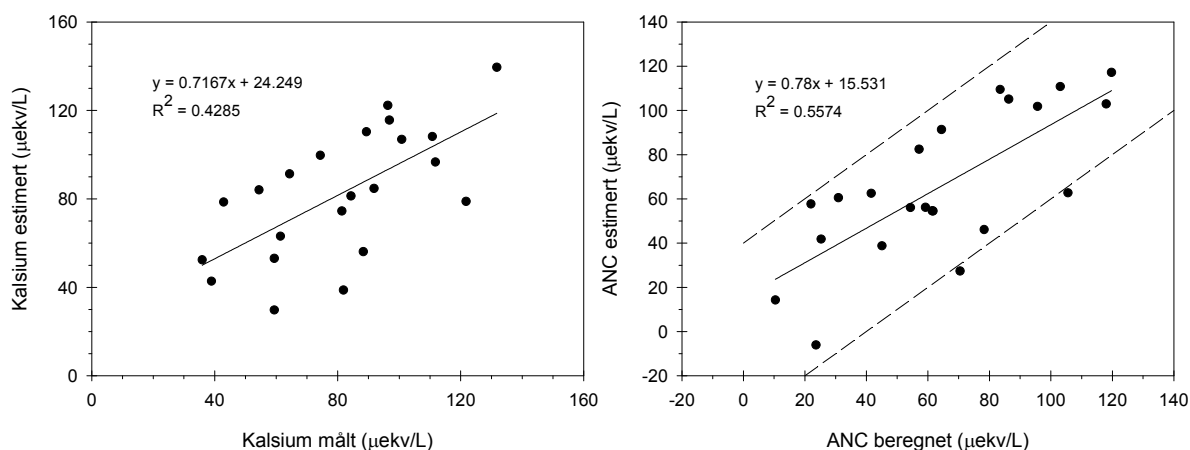 160
120
80
40
0
Kalsium estimert (µekv/L)
y = 0.7167x + 24.249
R² = 0.4285
0 40 80 120 160
Kalsium målt (µekv/L)
140
120
100
80
60
40
20
0
-20
ANC estimert (µekv/L)
y = 0.78x + 15.531
R² = 0.5574
-20 0 20 40 60 80 100 120 140
ANC beregnet (µekv/L)